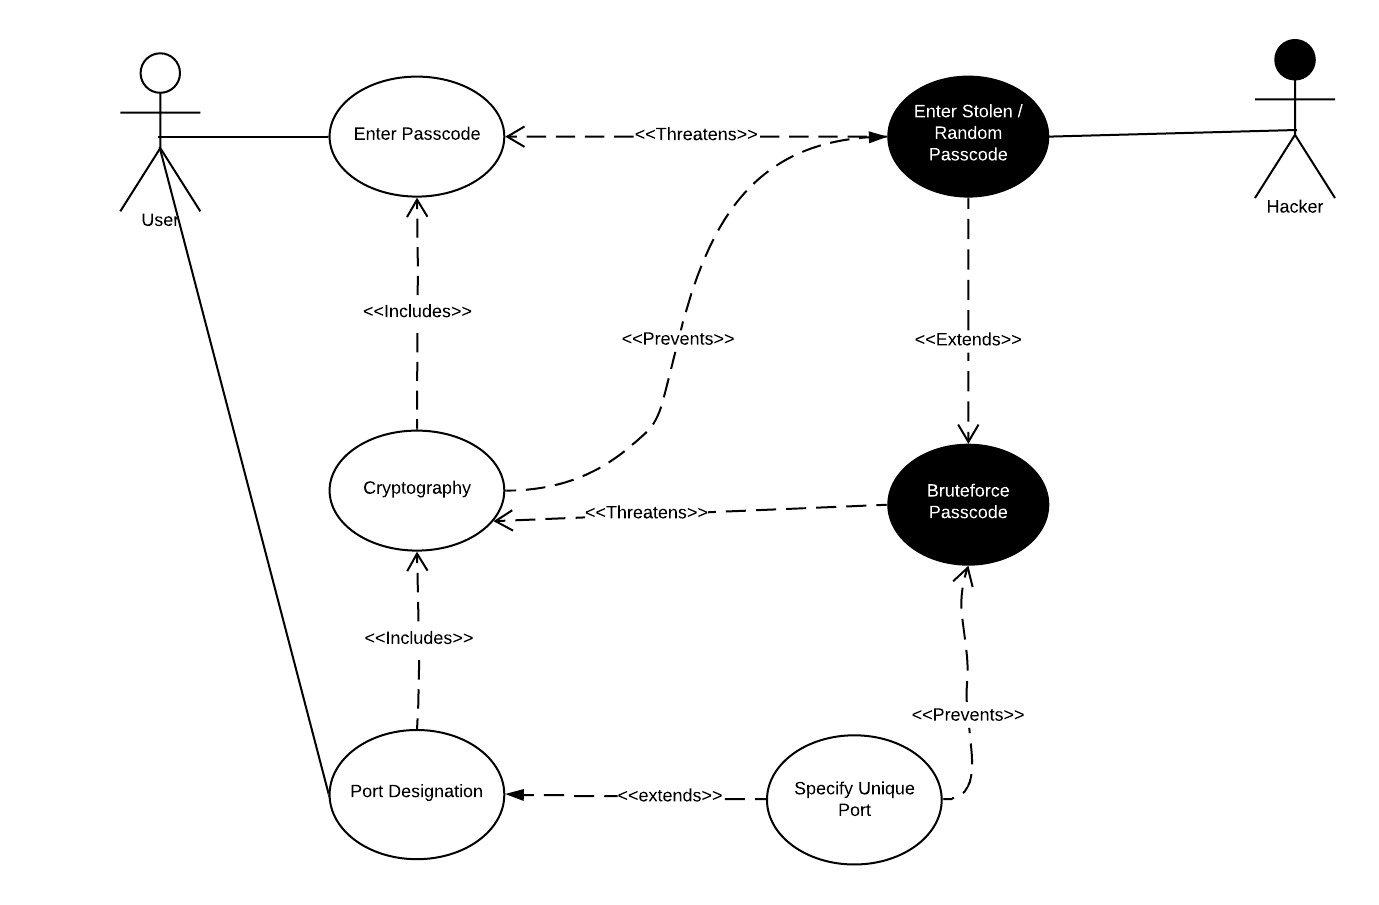 Enter Stolen /
Random
Passcode
Enter Passcode
<<Threatens>>
User
Hacker
<<Includes>>
<<Prevents>>
<<Extends>>
Cryptography
Bruteforce
Passcode
<<Threatens>>
<<Includes>>
<<Prevents>>
Port Designation
<<extends>>
Specify Unique
Port